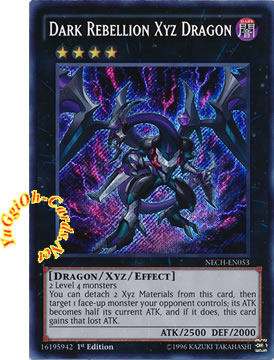 DARK REBELLION XYZ DRAGON
DARK
闇
YuGiOh-Cards.Net
NECH-EN053
[DRAGON/XYZ/EFFECT]
2 Level 4 monsters
You can detach 2 Xyz Materials from this card, then
target 1 face-up monster your opponent controls; its ATK
becomes half its current ATK, and if it does, this card
gains that lost ATK.
ATK/2500 DEF/2000
16195942 1st Edition ©1996 KAZUKI TAKAHASHI